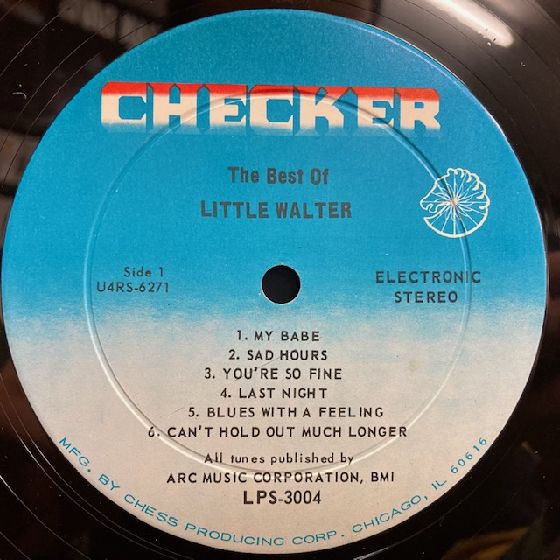 CHECKER
The Best Of
LITTLE WALTER
Side 1
U4RS-6271
ELECTRONIC
STEREO
1. MY BABE
2. SAD HOURS
3. YOU'RE SO FINE
4. LAST NIGHT
5. BLUES WITH A FEELING
6. CAN'T HOLD OUT MUCH LONGER
All tunes published by
ARC MUSIC CORPORATION, BMI
LPS-3004
MFG. BY CHESS PRODUCING CORP. CHICAGO, IL 60616